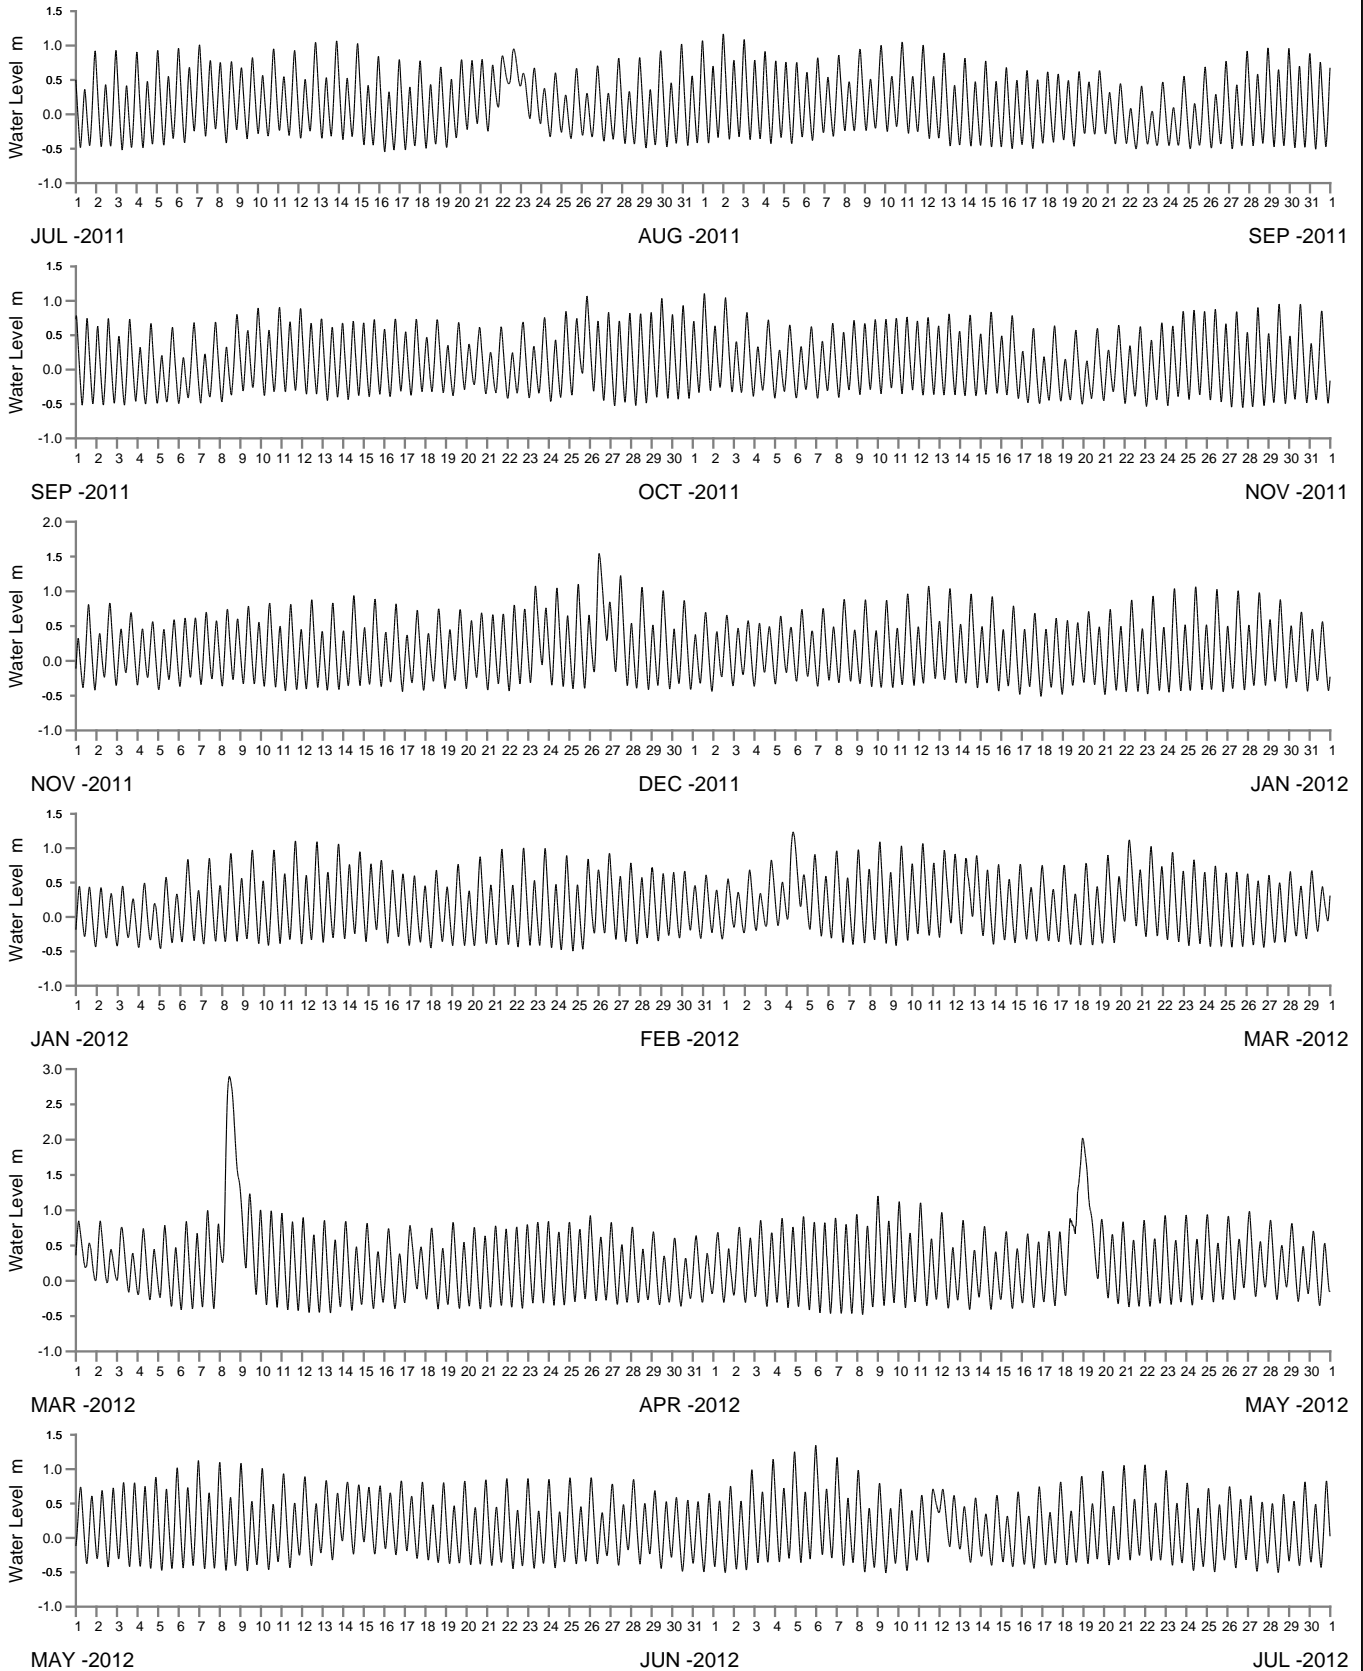 1.5
1.0
0.5
0.0
-0.5
-1.0
Water Level m
1 2 3 4 5 6 7 8 9 10 11 12 13 14 15 16 17 18 19 20 21 22 23 24 25 26 27 28 29 30 31 1 2 3 4 5 6 7 8 9 10 11 12 13 14 15 16 17 18 19 20 21 22 23 24 25 26 27 28 29 30 31 1
JUL -2011 AUG -2011 SEP -2011
1.5
1.0
0.5
0.0
-0.5
-1.0
Water Level m
1 2 3 4 5 6 7 8 9 10 11 12 13 14 15 16 17 18 19 20 21 22 23 24 25 26 27 28 29 30 1 2 3 4 5 6 7 8 9 10 11 12 13 14 15 16 17 18 19 20 21 22 23 24 25 26 27 28 29 30 31 1
SEP -2011 OCT -2011 NOV -2011
2.0
1.5
1.0
0.5
0.0
-0.5
-1.0
Water Level m
1 2 3 4 5 6 7 8 9 10 11 12 13 14 15 16 17 18 19 20 21 22 23 24 25 26 27 28 29 30 1 2 3 4 5 6 7 8 9 10 11 12 13 14 15 16 17 18 19 20 21 22 23 24 25 26 27 28 29 30 31 1
NOV -2011 DEC -2011 JAN -2012
1.5
1.0
0.5
0.0
-0.5
-1.0
Water Level m
1 2 3 4 5 6 7 8 9 10 11 12 13 14 15 16 17 18 19 20 21 22 23 24 25 26 27 28 29 30 31 1 2 3 4 5 6 7 8 9 10 11 12 13 14 15 16 17 18 19 20 21 22 23 24 25 26 27 28 29 1
JAN -2012 FEB -2012 MAR -2012
3.0
2.5
2.0
1.5
1.0
0.5
0.0
-0.5
-1.0
Water Level m
1 2 3 4 5 6 7 8 9 10 11 12 13 14 15 16 17 18 19 20 21 22 23 24 25 26 27 28 29 30 31 1 2 3 4 5 6 7 8 9 10 11 12 13 14 15 16 17 18 19 20 21 22 23 24 25 26 27 28 29 30 1
MAR -2012 APR -2012 MAY -2012
1.5
1.0
0.5
0.0
-0.5
-1.0
Water Level m
1 2 3 4 5 6 7 8 9 10 11 12 13 14 15 16 17 18 19 20 21 22 23 24 25 26 27 28 29 30 31 1 2 3 4 5 6 7 8 9 10 11 12 13 14 15 16 17 18 19 20 21 22 23 24 25 26 27 28 29 30 1
MAY -2012 JUN -2012 JUL -2012